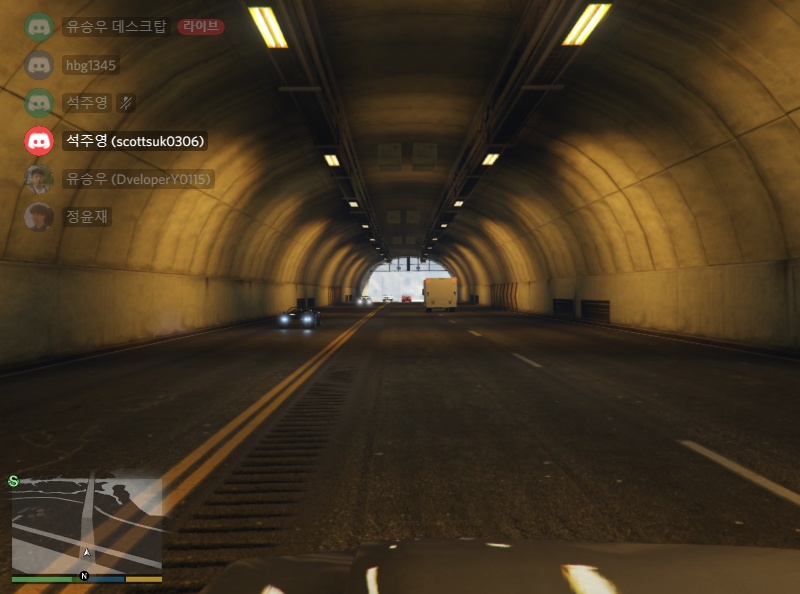 유승우 데스크탑 라이브
hbg1345
석주영
석주영 (scottsuk0306)
유승우 (DveloperY0115)
정윤재
S
N